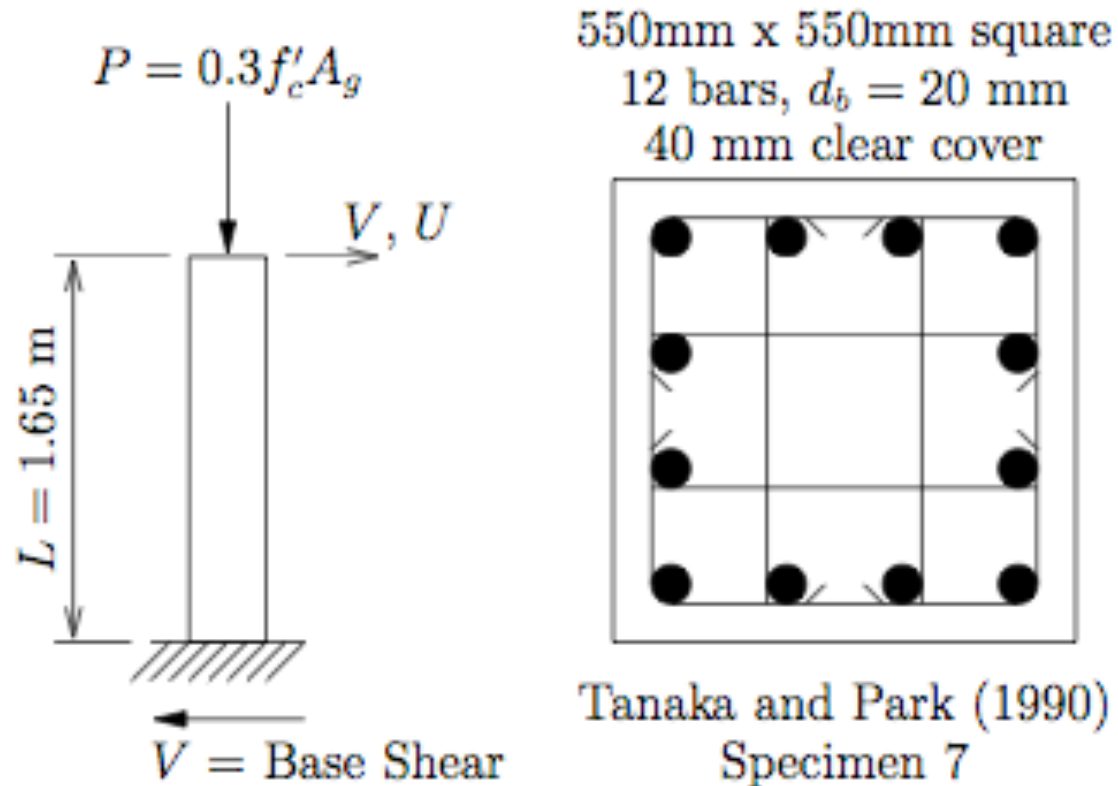 P = 0.3f′cAg
V, U
L = 1.65 m
V = Base Shear
550mm x 550mm square
12 bars, db = 20 mm
40 mm clear cover
Tanaka and Park (1990)
Specimen 7